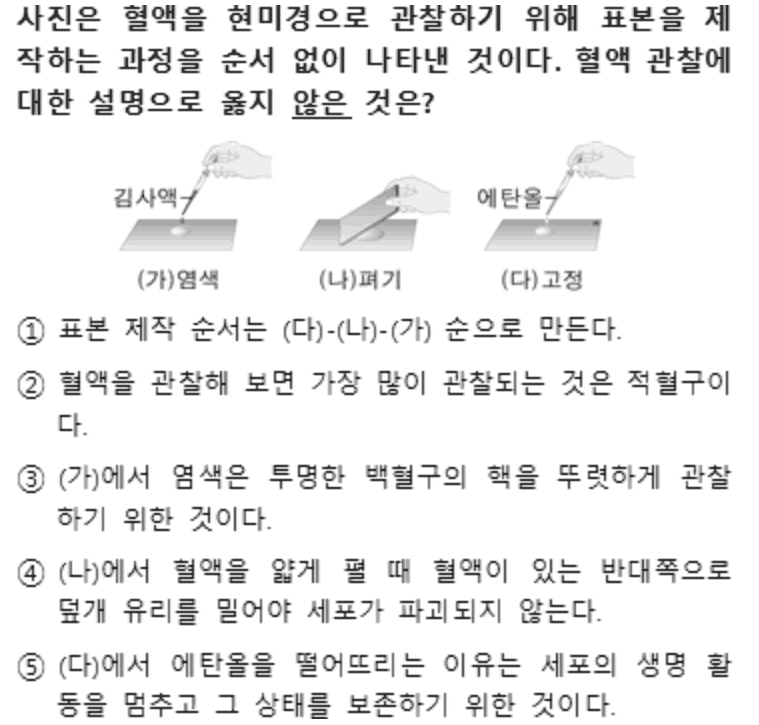 사진은 혈액을 현미경으로 관찰하기 위해 표본을 제
작하는 과정을 순서 없이 나타낸 것이다. 혈액 관찰에
대한 설명으로 옳지 않은 것은?
김사액 에탄올
(가)염색 (나)펴기 (다)고정
① 표본 제작 순서는 (다)-(나)-(가) 순으로 만든다.
② 혈액을 관찰해 보면 가장 많이 관찰되는 것은 적혈구이
다.
③ (가)에서 염색은 투명한 백혈구의 핵을 뚜렷하게 관찰
하기 위한 것이다.
④ (나)에서 혈액을 얇게 펼 때 혈액이 있는 반대쪽으로
덮개 유리를 밀어야 세포가 파괴되지 않는다.
⑤ (다)에서 에탄올을 떨어뜨리는 이유는 세포의 생명 활
동을 멈추고 그 상태를 보존하기 위한 것이다.